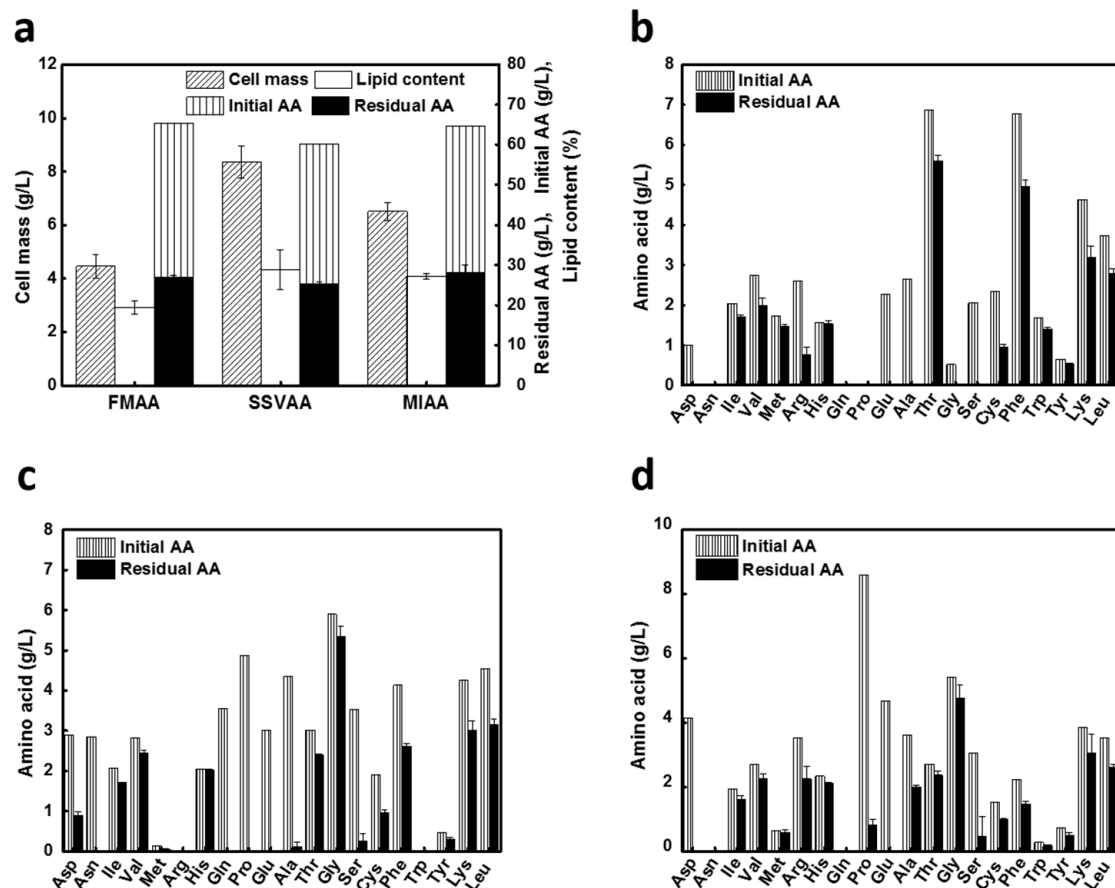 a
Cell mass
Lipid content
Initial AA
Residual AA
Cell mass (g/L)
12
10
8
6
4
2
0
80
70
60
50
40
30
20
10
0
Residual AA (g/L), Initial AA (g/L),
Lipid content (%)
FMAA
SSVAA
MIAA
b
Initial AA
Residual AA
Amino acid (g/L)
8
7
6
5
4
3
2
1
0
Asp Asn Ile Val Met Arg His Gln Pro Glu Ala Thr Gly Ser Cys Phe Trp Tyr Lys Leu
c
Initial AA
Residual AA
Amino acid (g/L)
8
7
6
5
4
3
2
1
0
Asp Asn Ile Val Met Arg His Gln Pro Glu Ala Thr Gly Ser Cys Phe Trp Tyr Lys Leu
d
Initial AA
Residual AA
Amino acid (g/L)
10
8
6
4
2
0
Asp Asn Ile Val Met Arg His Gln Pro Glu Ala Thr Gly Ser Cys Phe Trp Tyr Lys Leu